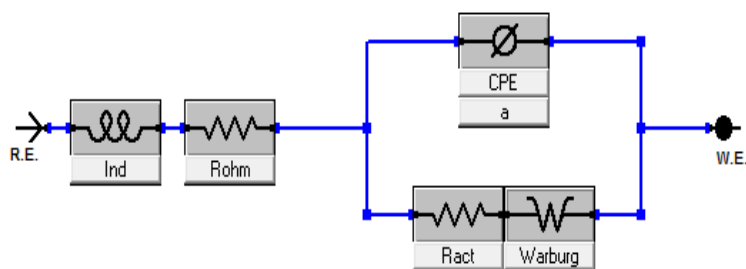 CPE
a
R.E.
Ind
Rohm
W.E.
Ract
Warburg